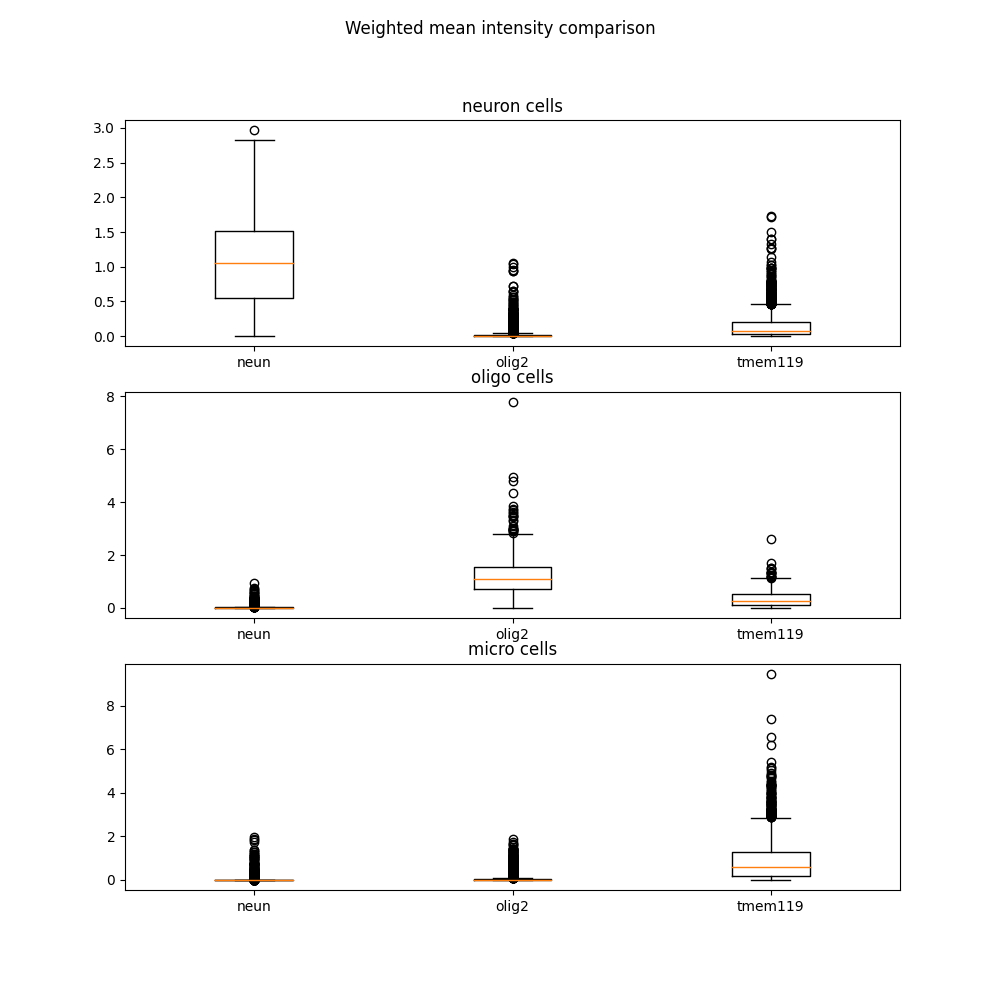 Weighted mean intensity comparison
neuron cells
3.0
2.5
2.0
1.5
1.0
0.5
0.0
neun olig2 tmem119
oligo cells
8
6
4
2
0
neun olig2 tmem119
micro cells
8
6
4
2
0
neun olig2 tmem119